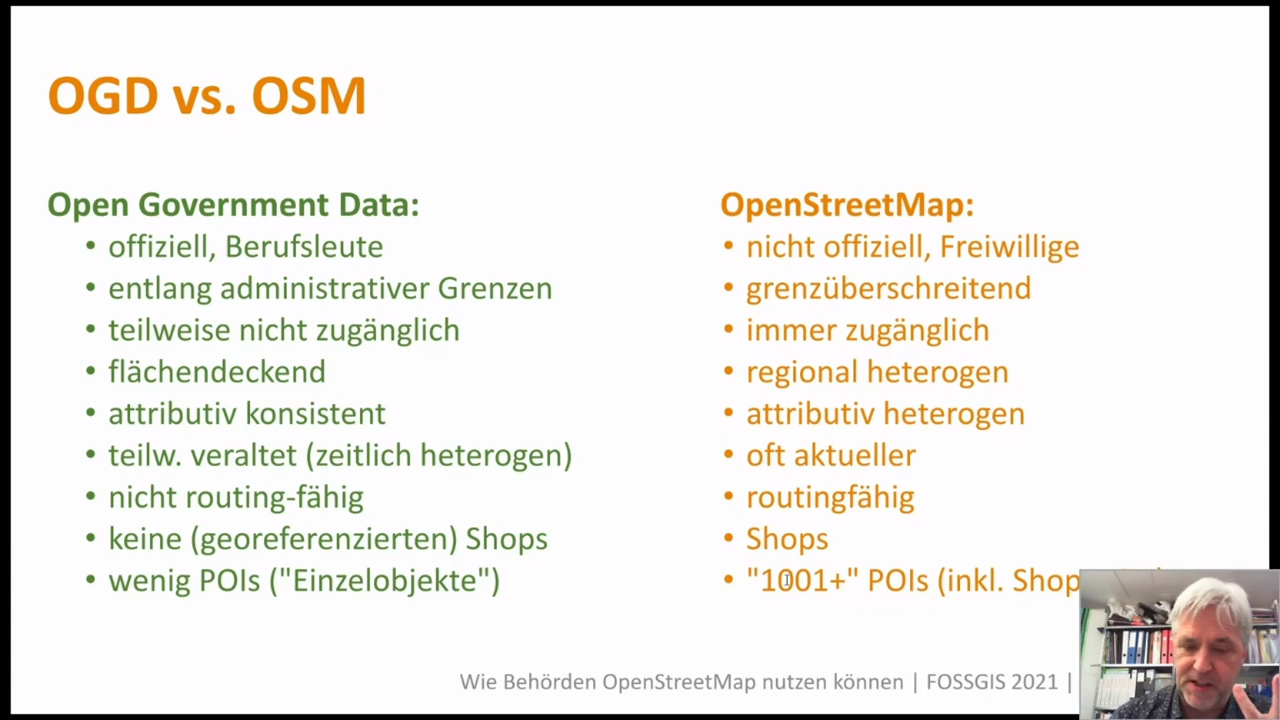 OGD vs. OSM
Open Government Data:
• offiziell, Berufsleute
• entlang administrativer Grenzen
• teilweise nicht zugänglich
• flächendeckend
• attributiv konsistent
• teilw. veraltet (zeitlich heterogen)
• nicht routing-fähig
• keine (georeferenzierten) Shops
• wenig POIs ("Einzelobjekte")
OpenStreetMap:
• nicht offiziell, Freiwillige
• grenzüberschreitend
• immer zugänglich
• regional heterogen
• attributiv heterogen
• oft aktueller
• routingfähig
• Shops
• "1001+" POIs (inkl. Shop
Wie Behörden OpenStreetMap nutzen können | FOSSGIS 2021 |